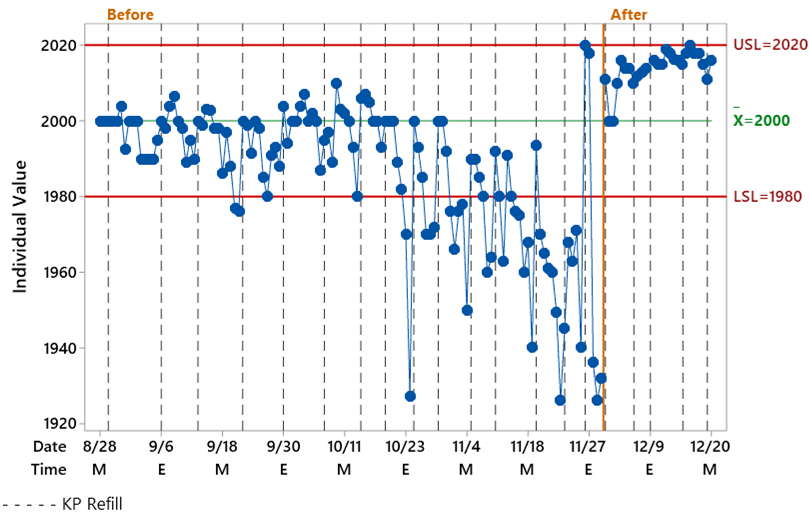 Before After
2020 USL=2020
2000 X̅=2000
1980 LSL=1980
1960
1940
1920
Individual Value
Date 8/28 9/6 9/18 9/30 10/11 10/23 11/4 11/18 11/27 12/9 12/20
Time M E M E M E M M E E M
- - - - - KP Refill